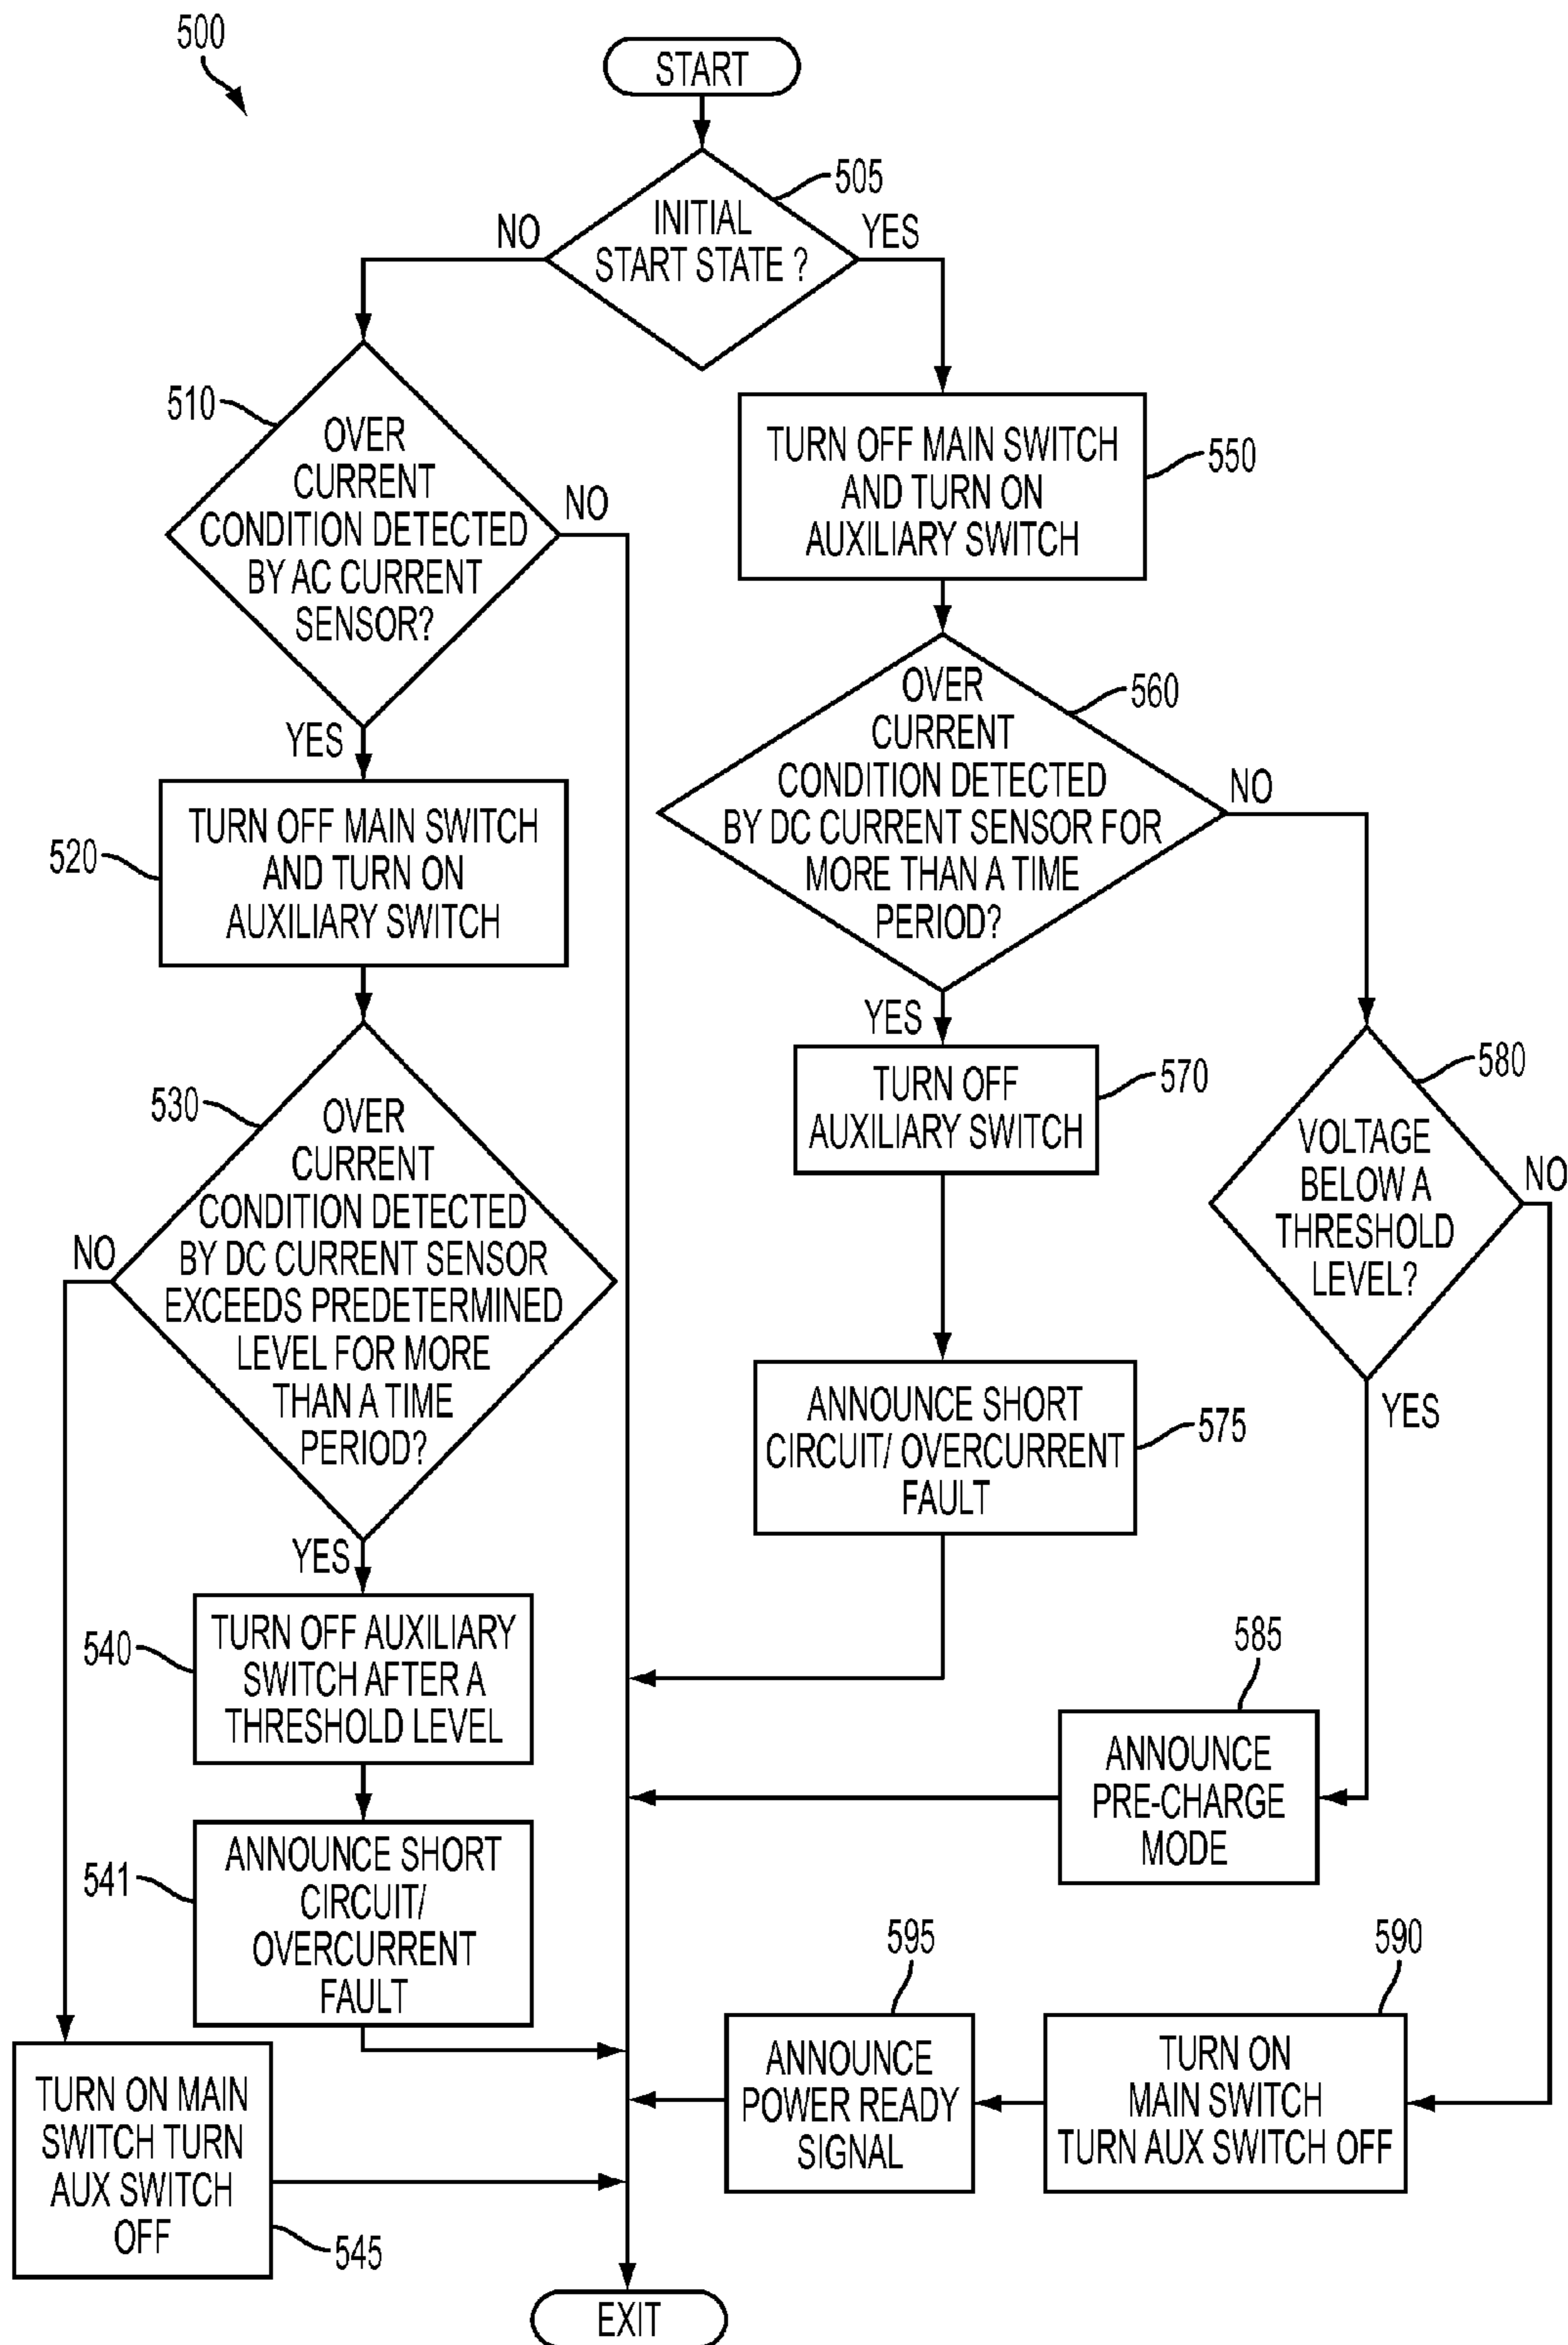 500
START
505
INITIAL
START STATE ?
NO
YES
510
OVER
CURRENT
CONDITION DETECTED
BY AC CURRENT
SENSOR?
NO
YES
TURN OFF MAIN SWITCH
AND TURN ON
AUXILIARY SWITCH
550
OVER
CURRENT
CONDITION DETECTED
BY DC CURRENT SENSOR FOR
MORE THAN A TIME
PERIOD?
560
NO
YES
520
TURN OFF MAIN SWITCH
AND TURN ON
AUXILIARY SWITCH
530
OVER
CURRENT
CONDITION DETECTED
BY DC CURRENT SENSOR
EXCEEDS PREDETERMINED
LEVEL FOR MORE
THAN A TIME
PERIOD?
NO
YES
TURN OFF
AUXILIARY SWITCH
570
580
VOLTAGE
BELOW A
THRESHOLD
LEVEL?
NO
YES
ANNOUNCE SHORT
CIRCUIT/ OVERCURRENT
FAULT
575
540
TURN OFF AUXILIARY
SWITCH AFTER A
THRESHOLD LEVEL
585
ANNOUNCE
PRE-CHARGE
MODE
541
ANNOUNCE SHORT
CIRCUIT/
OVERCURRENT
FAULT
595
590
ANNOUNCE
POWER READY
SIGNAL
TURN ON
MAIN SWITCH
TURN AUX SWITCH OFF
TURN ON MAIN
SWITCH TURN
AUX SWITCH
OFF
545
EXIT